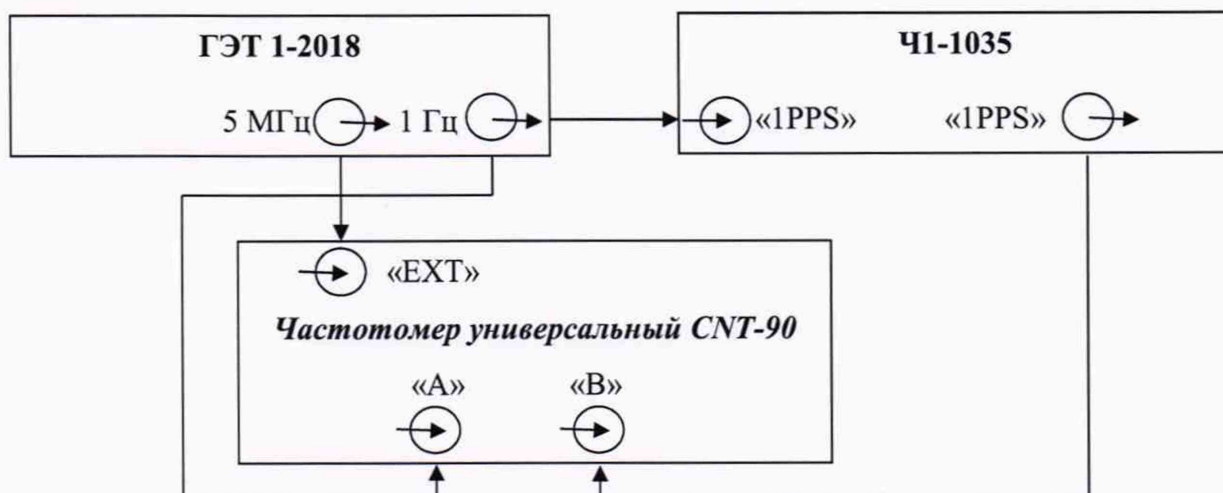 ГЭТ 1-2018
Ч1-1035
5 МГц 1 Гц «1PPS» «1PPS»
«EXT»
Частотомер универсальный CNT-90
«A» «B»